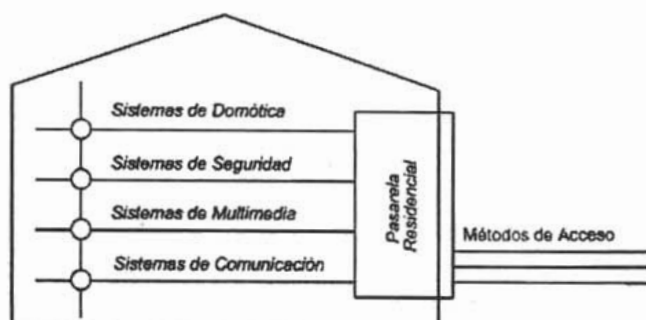 Sistemas de Domótica
Sistemas de Seguridad
Sistemas de Multimedia
Sistemas de Comunicación
Pasarela
Residencial
Métodos de Acceso